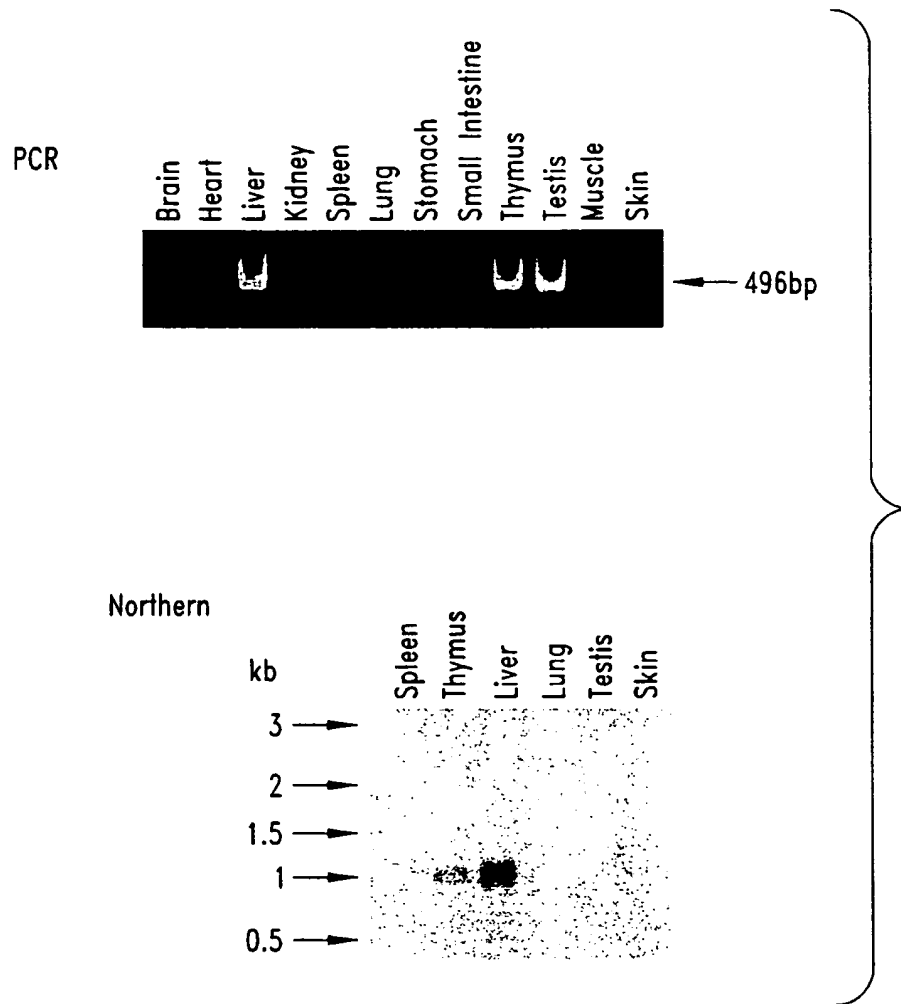 PCR
Brain
Heart
Liver
Kidney
Spleen
Lung
Stomach
Small Intestine
Thymus
Testis
Muscle
Skin
496bp
Northern
kb
Spleen
Thymus
Liver
Lung
Testis
Skin
3
2
1.5
1
0.5